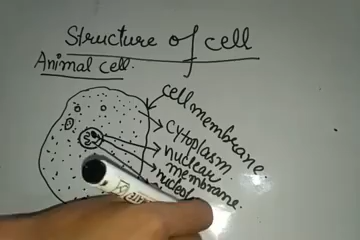 Structure of cell
Animal cell.
cell membrane
cytoplasm
nuclear
membrane